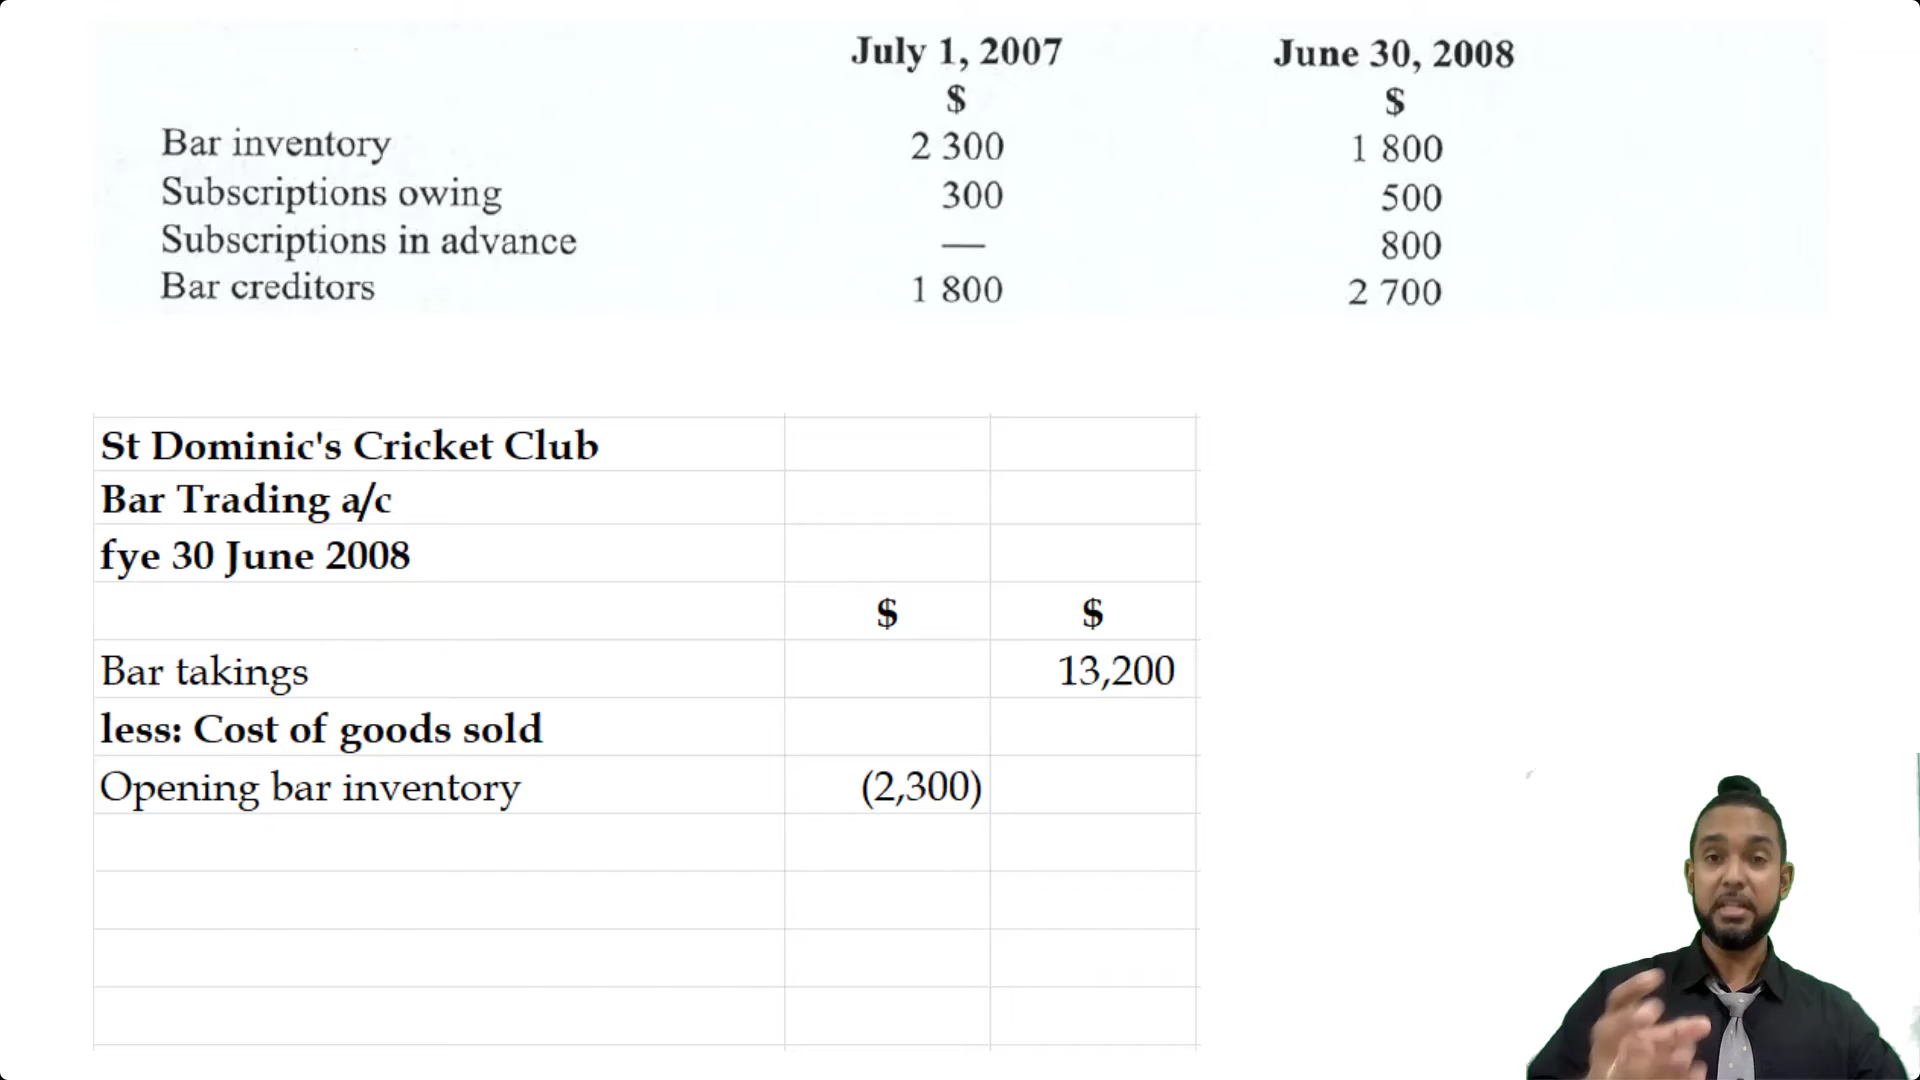 July 1, 2007 June 30, 2008
$ $
Bar inventory 2 300 1 800
Subscriptions owing 300 500
Subscriptions in advance — 800
Bar creditors 1 800 2 700
St Dominic's Cricket Club
Bar Trading a/c
fye 30 June 2008
$ $
Bar takings 13,200
less: Cost of goods sold
Opening bar inventory (2,300)